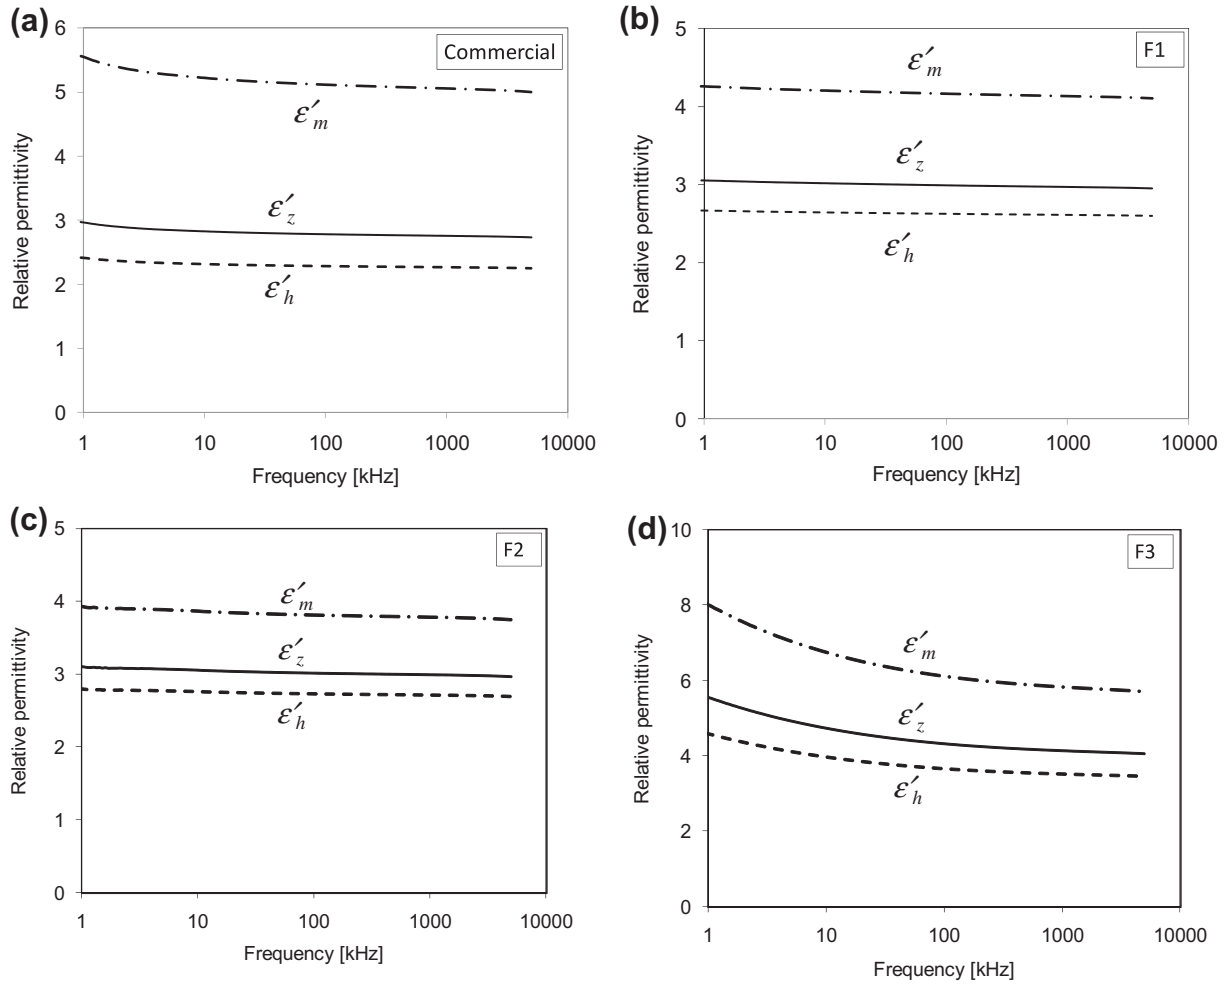 (a)
Commercial
6
5
4
3
2
1
0
Relative permittivity
ε′m
ε′z
ε′h
1 10 100 1000 10000
Frequency [kHz]
(b)
F1
5
4
3
2
1
0
Relative permittivity
ε′m
ε′z
ε′h
1 10 100 1000 10000
Frequency [kHz]
(c)
F2
5
4
3
2
1
0
Relative permittivity
ε′m
ε′z
ε′h
1 10 100 1000 10000
Frequency [kHz]
(d)
F3
10
8
6
4
2
0
Relative permittivity
ε′m
ε′z
ε′h
1 10 100 1000 10000
Frequency [kHz]